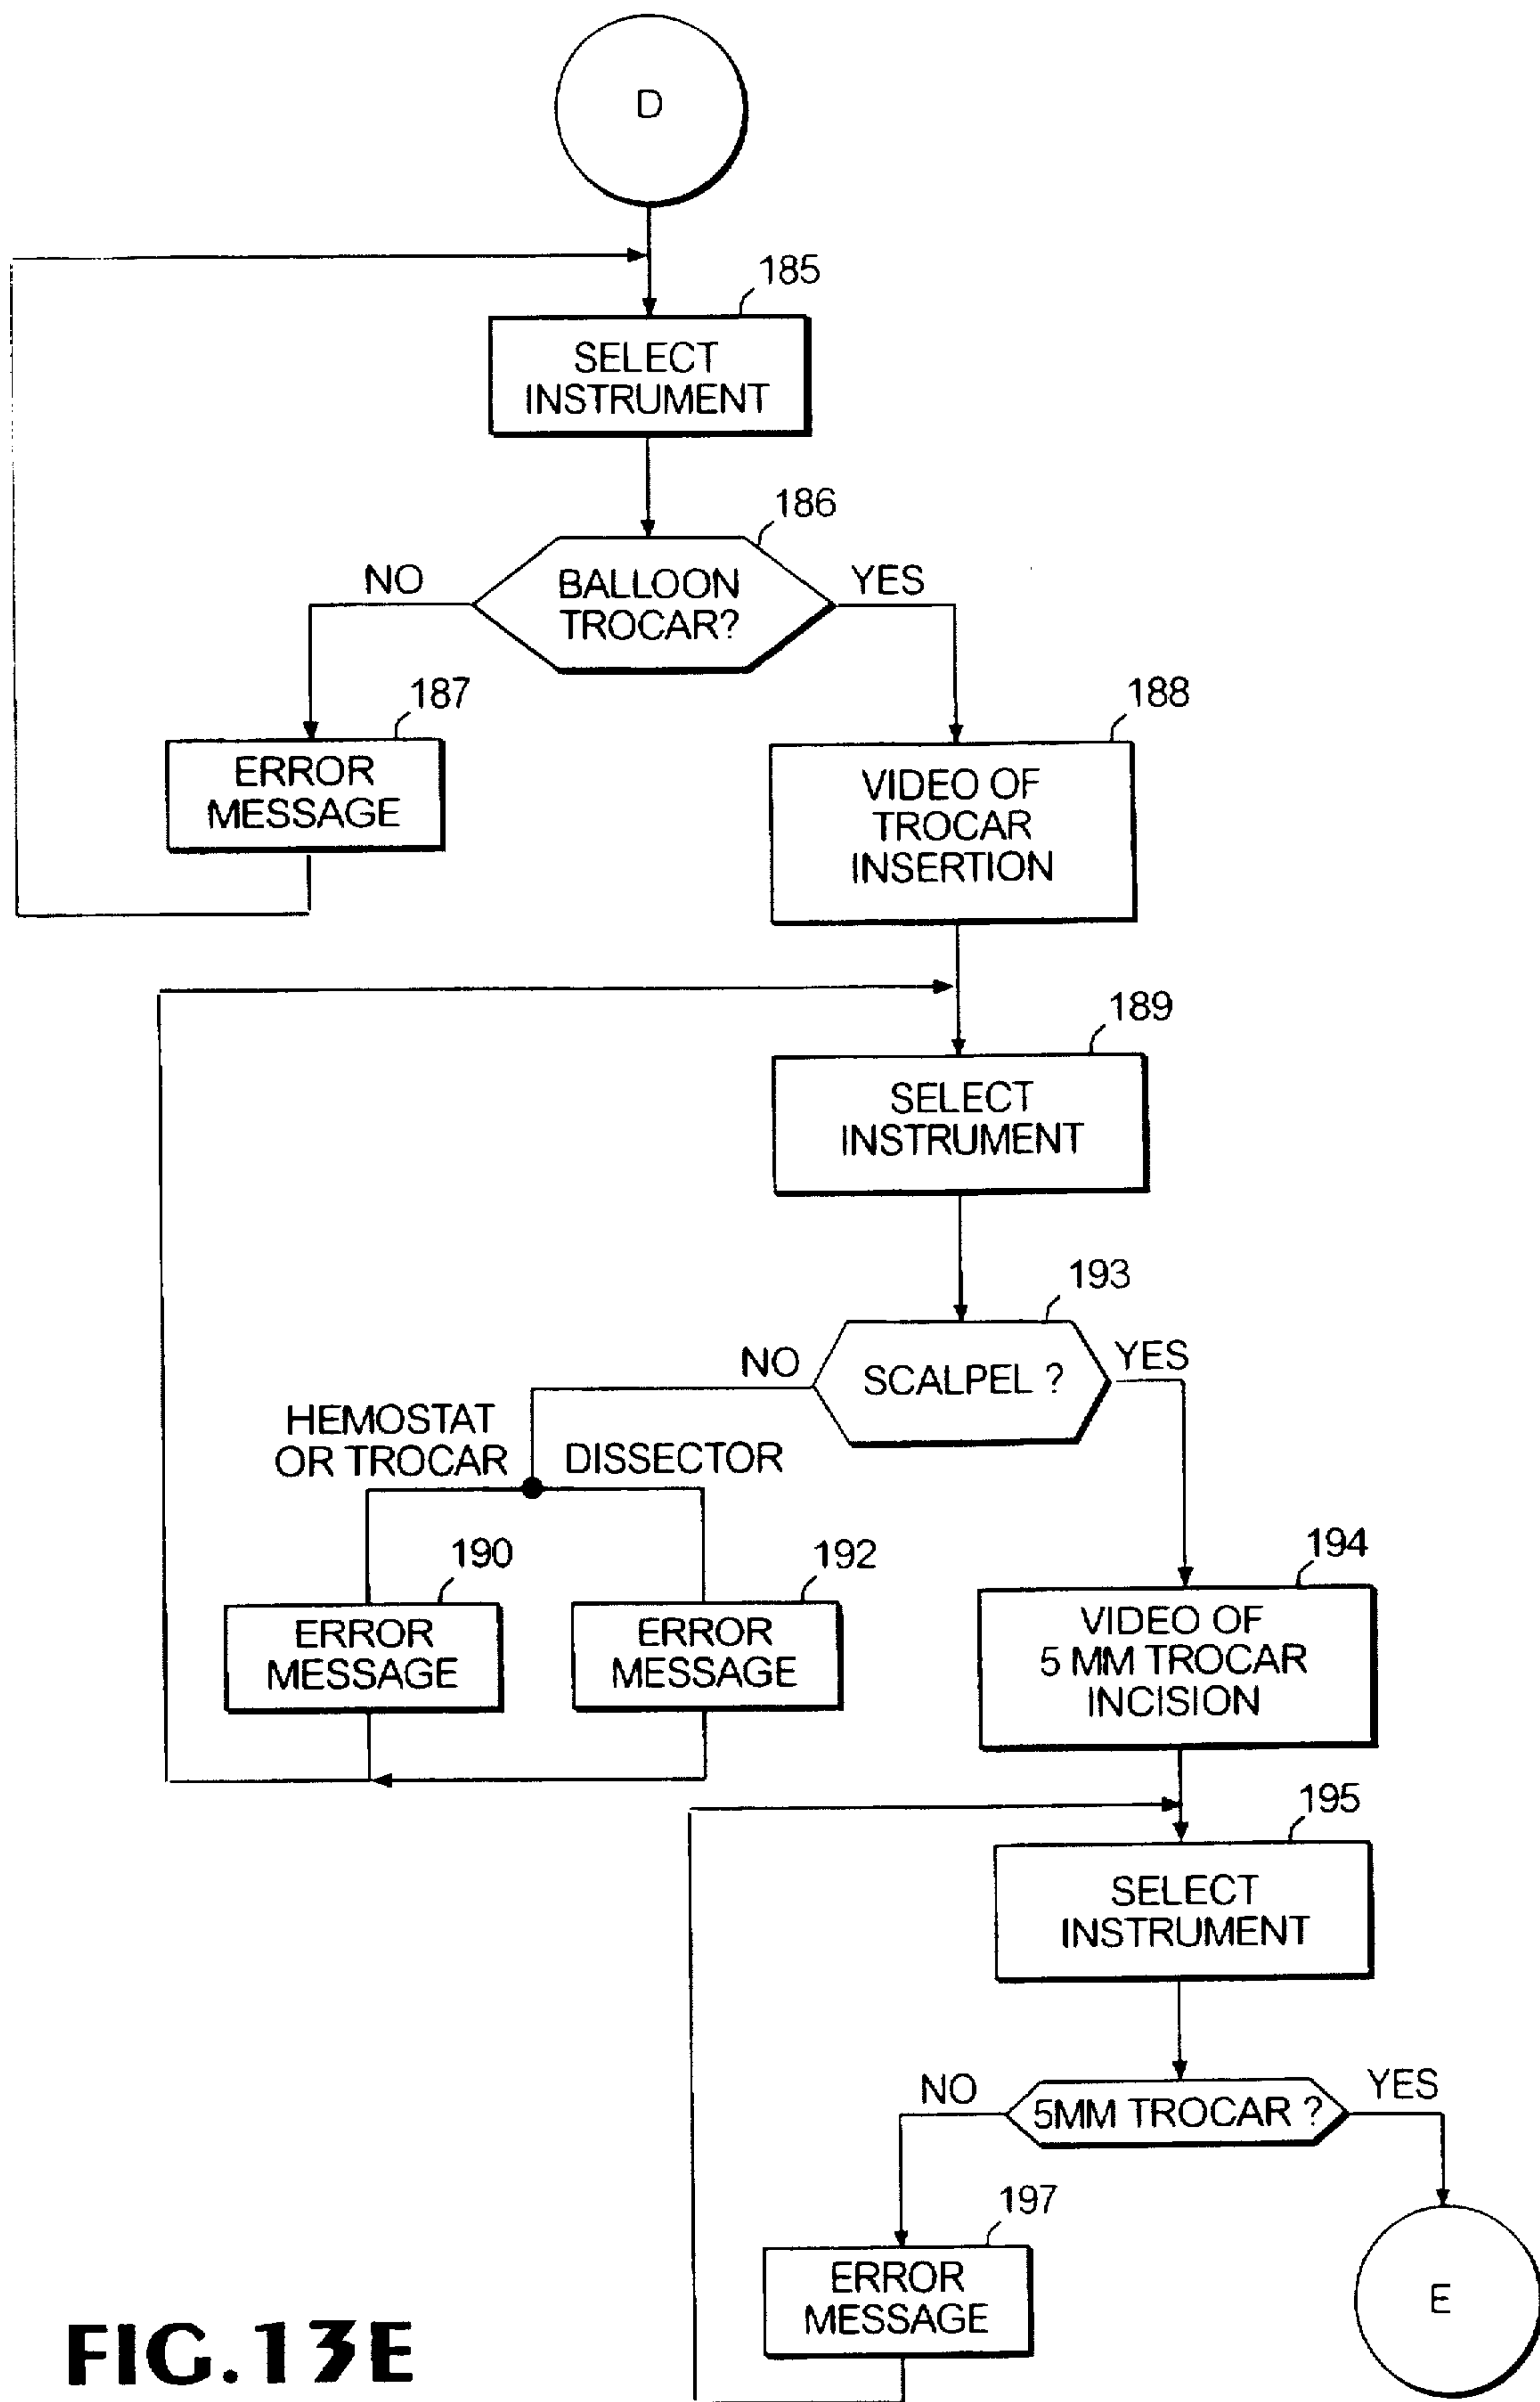 D
185
SELECT
INSTRUMENT
186
NO
BALLOON
TROCAR?
YES
187
ERROR
MESSAGE
188
VIDEO OF
TROCAR
INSERTION
189
SELECT
INSTRUMENT
193
NO
SCALPEL ?
YES
HEMOSTAT
OR TROCAR
DISSECTOR
190
ERROR
MESSAGE
192
ERROR
MESSAGE
194
VIDEO OF
5 MM TROCAR
INCISION
195
SELECT
INSTRUMENT
NO
5MM TROCAR ?
YES
197
ERROR
MESSAGE
E
FIG.13E